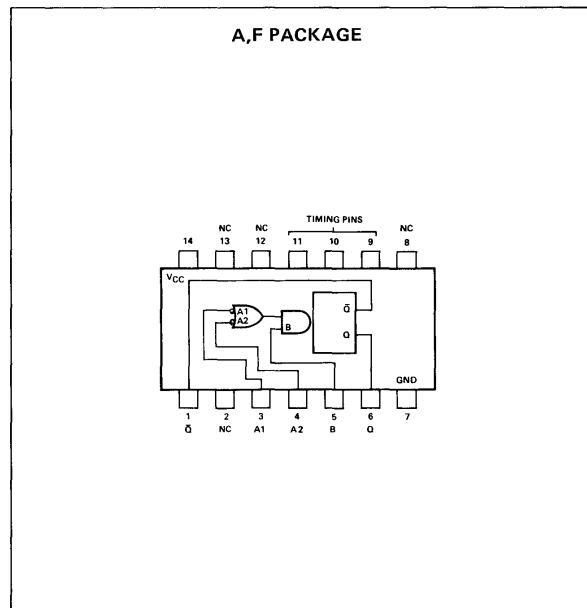 A,F PACKAGE
TIMING PINS
NC NC NC
14 13 12 11 10 9 8
VCC
A1
A2
B
Q̄
Q
GND
1 2 3 4 5 6 7
Q̄ NC A1 A2 B Q